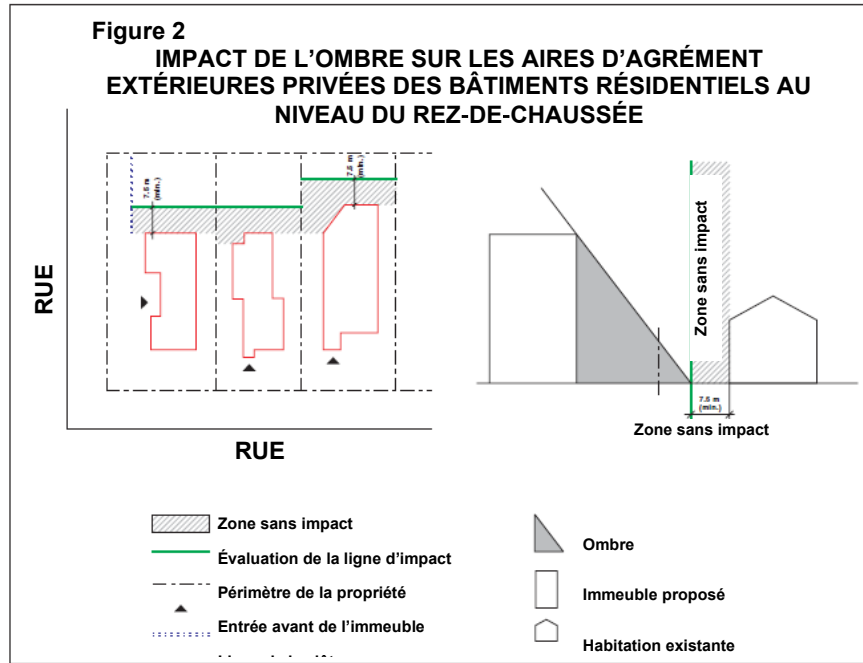 Figure 2
IMPACT DE L'OMBRE SUR LES AIRES D'AGRÉMENT
EXTÉRIEURES PRIVÉES DES BÂTIMENTS RÉSIDENTIELS AU
NIVEAU DU REZ-DE-CHAUSSÉE
7.5 m
(min.)
7.5 m
(min.)
RUE
RUE
Zone sans impact
7.5 m
(min.)
Zone sans impact
Zone sans impact
Évaluation de la ligne d'impact
Périmètre de la propriété
Entrée avant de l'immeuble
Ombre
Immeuble proposé
Habitation existante